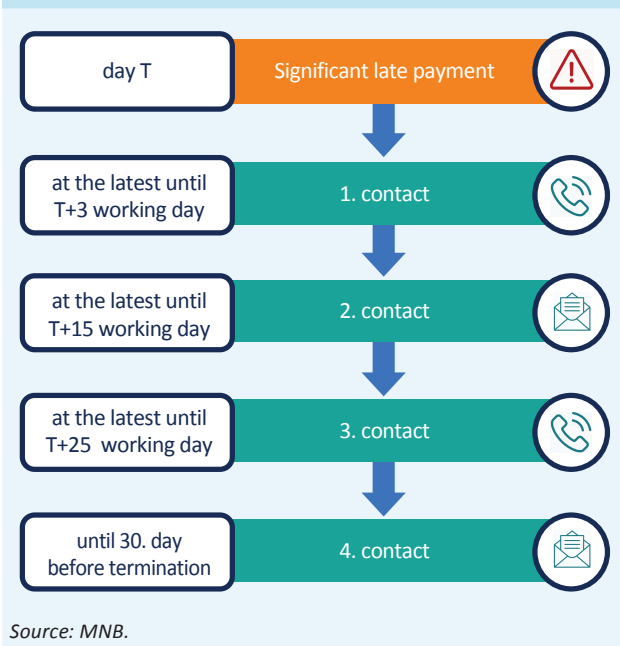 day T
Significant late payment
at the latest until
T+3 working day
1. contact
at the latest until
T+15 working day
2. contact
at the latest until
T+25 working day
3. contact
until 30. day
before termination
4. contact
Source: MNB.